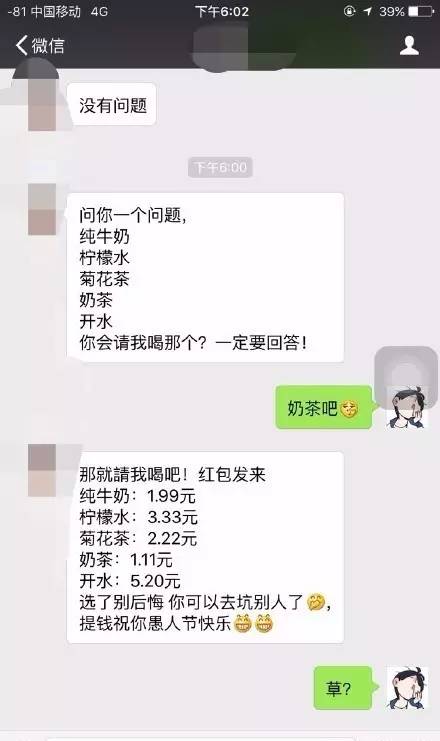 -81 中国移动 4G 下午6:02 39%
微信
没有问题
下午6:00
问你一个问题，
纯牛奶
柠檬水
菊花茶
奶茶
开水
你会请我喝那个？一定要回答！
奶茶吧
那就請我喝吧！红包发来
纯牛奶：1.99元
柠檬水：3.33元
菊花茶：2.22元
奶茶：1.11元
开水：5.20元
选了别后悔 你可以去坑别人了，
提钱祝你愚人节快乐
草？